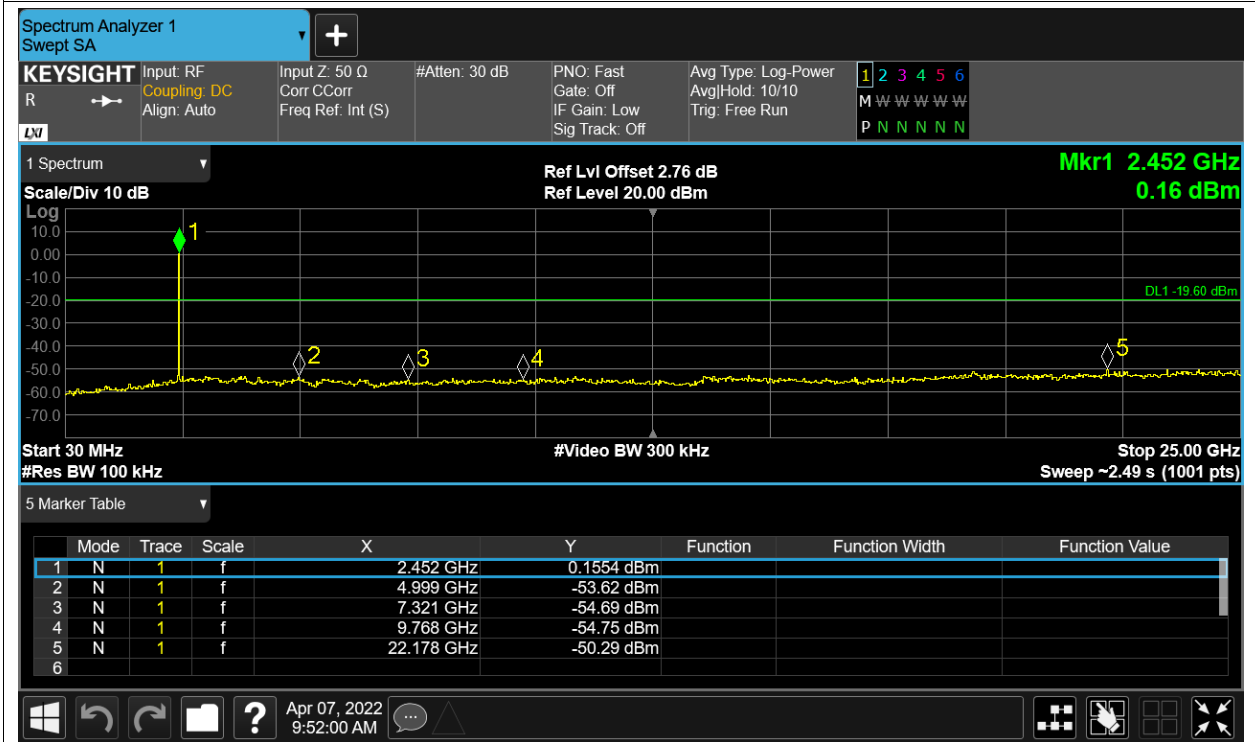 Spectrum Analyzer 1
Swept SA
+
KEYSIGHT
R
LXI
Input: RF
Coupling: DC
Align: Auto
Input Z: 50 Ω
Corr CCorr
Freq Ref: Int (S)
#Atten: 30 dB
PNO: Fast
Gate: Off
IF Gain: Low
Sig Track: Off
Avg Type: Log-Power
Avg|Hold: 10/10
Trig: Free Run
1 2 3 4 5 6
M W W W W W
P N N N N N
1 Spectrum
Scale/Div 10 dB
Ref Lvl Offset 2.76 dB
Ref Level 20.00 dBm
Mkr1 2.452 GHz
0.16 dBm
Log
10.0
0.00
-10.0
-20.0
-30.0
-40.0
-50.0
-60.0
-70.0
1
DL1 -19.60 dBm
2
3
4
5
Start 30 MHz
#Res BW 100 kHz
#Video BW 300 kHz
Stop 25.00 GHz
Sweep ~2.49 s (1001 pts)
5 Marker Table
Mode Trace Scale X Y Function Function Width Function Value
1 N 1 f 2.452 GHz 0.1554 dBm
2 N 1 f 4.999 GHz -53.62 dBm
3 N 1 f 7.321 GHz -54.69 dBm
4 N 1 f 9.768 GHz -54.75 dBm
5 N 1 f 22.178 GHz -50.29 dBm
6
?
Apr 07, 2022
9:52:00 AM